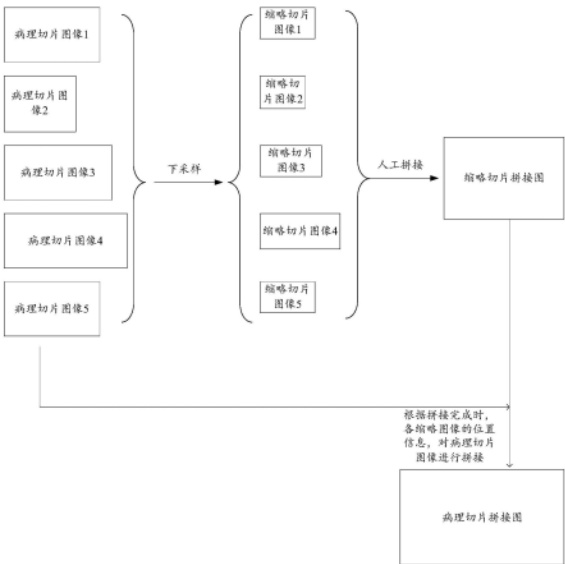 病理切片图像1
病理切片图
像2
病理切片图像3
病理切片图像4
病理切片图像5
下采样
缩略切片
图像1
缩略切
片图像2
缩略切片
图像3
缩略切片图像4
缩略切片
图像5
人工拼接
缩略切片拼接图
根据拼接完成时，
各缩略图像的位置
信息，对病理切片
图像进行拼接
病理切片拼接图